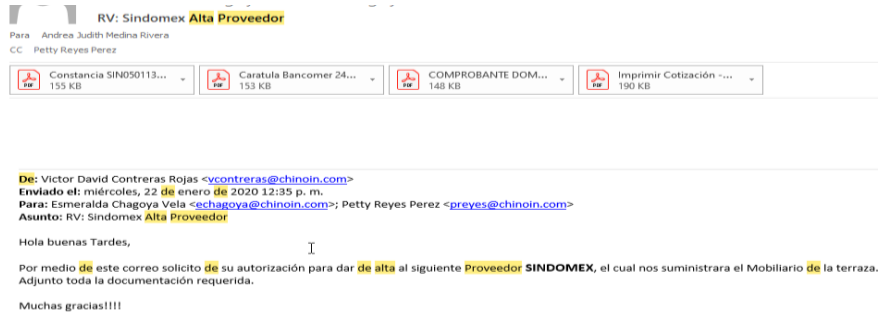 RV: Sindomex Alta Proveedor
Para Andrea Judith Medina Rivera
CC Petty Reyes Perez
Constancia SIN050113... Caratula Bancomer 24... COMPROBANTE DOM... Imprimir Cotización -...
PDF 155 KB PDF 153 KB PDF 148 KB PDF 190 KB
De: Victor David Contreras Rojas <vcontreras@chinoin.com>
Enviado el: miércoles, 22 de enero de 2020 12:35 p. m.
Para: Esmeralda Chagoya Vela <echagoya@chinoin.com>; Petty Reyes Perez <preyes@chinoin.com>
Asunto: RV: Sindomex Alta Proveedor
Hola buenas Tardes,
Por medio de este correo solicito de su autorización para dar de alta al siguiente Proveedor SINDOMEX, el cual nos suministrara el Mobiliario de la terraza.
Adjunto toda la documentación requerida.
Muchas gracias!!!!